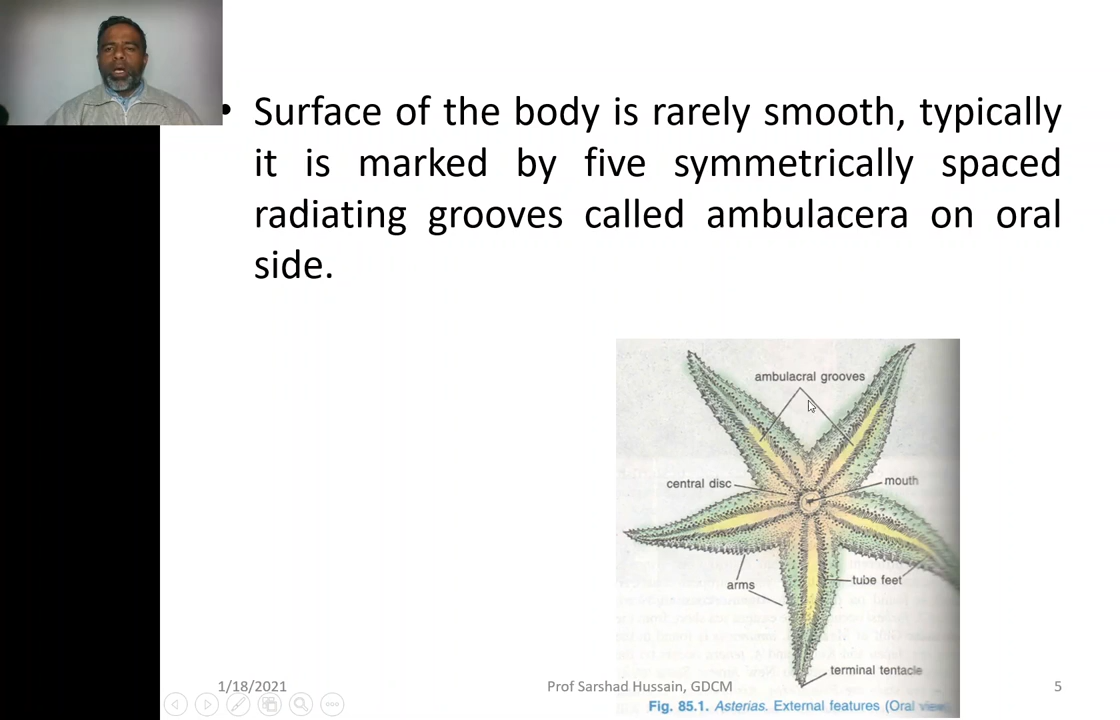 • Surface of the body is rarely smooth, typically
it is marked by five symmetrically spaced
radiating grooves called ambulacera on oral
side.
ambulacral grooves
central disc
mouth
arms
tube feet
terminal tentacle
Fig. 85.1. Asterias. External features (Oral view
1/18/2021
Prof Sarshad Hussain, GDCM
5